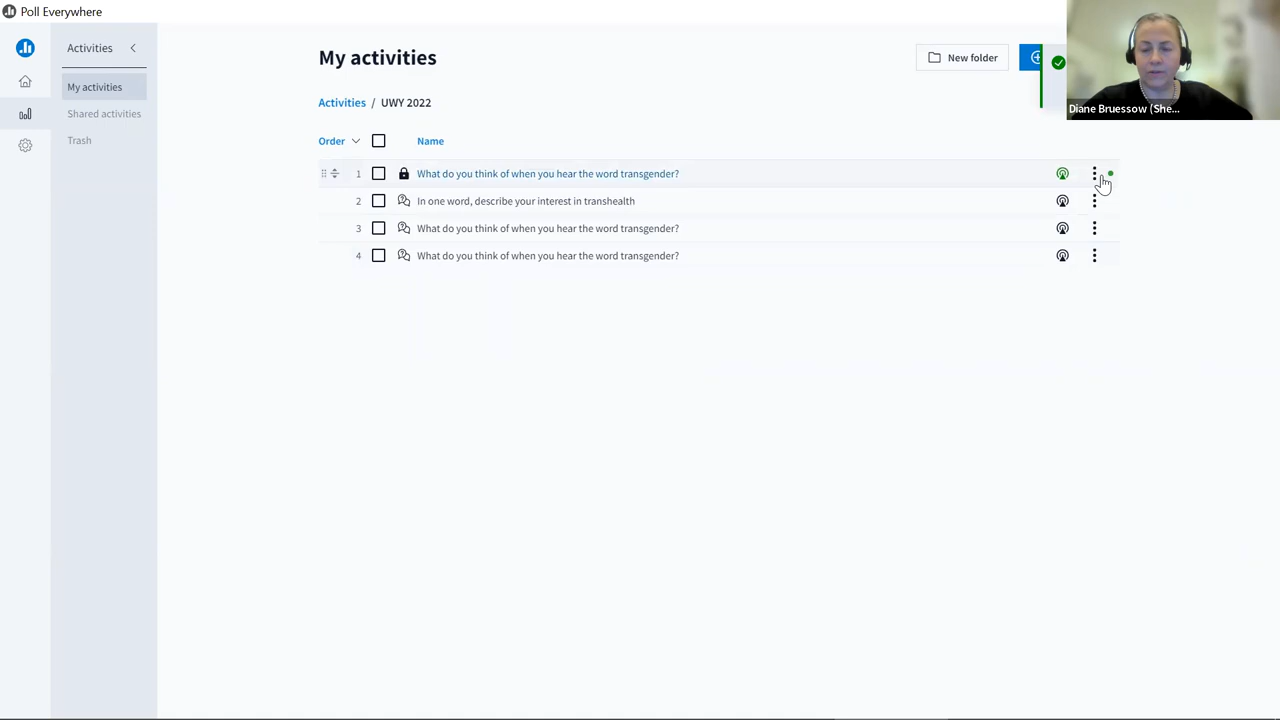 Poll Everywhere
Activities
My activities
Shared activities
Trash
My activities
New folder
Activities / UWY 2022
Order
Name
1 What do you think of when you hear the word transgender?
2 In one word, describe your interest in transhealth
3 What do you think of when you hear the word transgender?
4 What do you think of when you hear the word transgender?
Diane Bruessow (She...